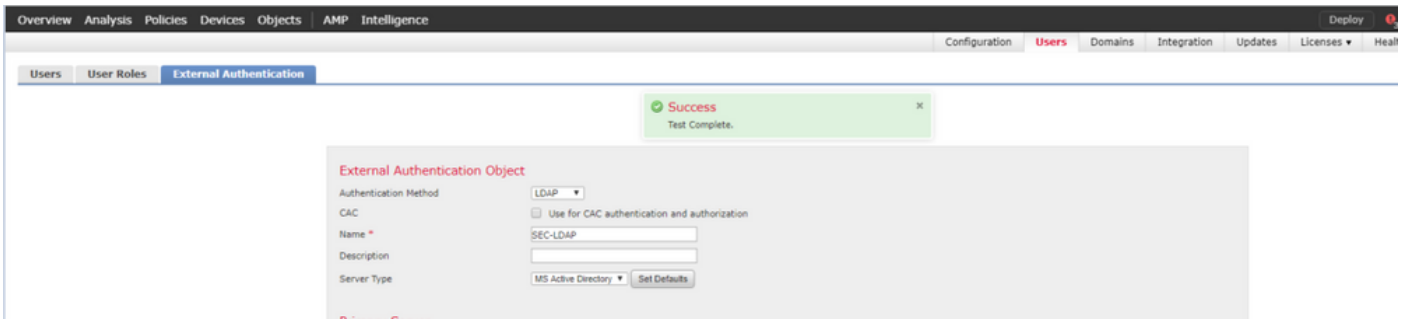 Overview Analysis Policies Devices Objects AMP Intelligence Deploy
Configuration Users Domains Integration Updates Licenses ▾
Users User Roles External Authentication
Success ×
Test Complete.
External Authentication Object
Authentication Method LDAP ▾
CAC Use for CAC authentication and authorization
Name * SEC-LDAP
Description
Server Type MS Active Directory ▾ Set Defaults